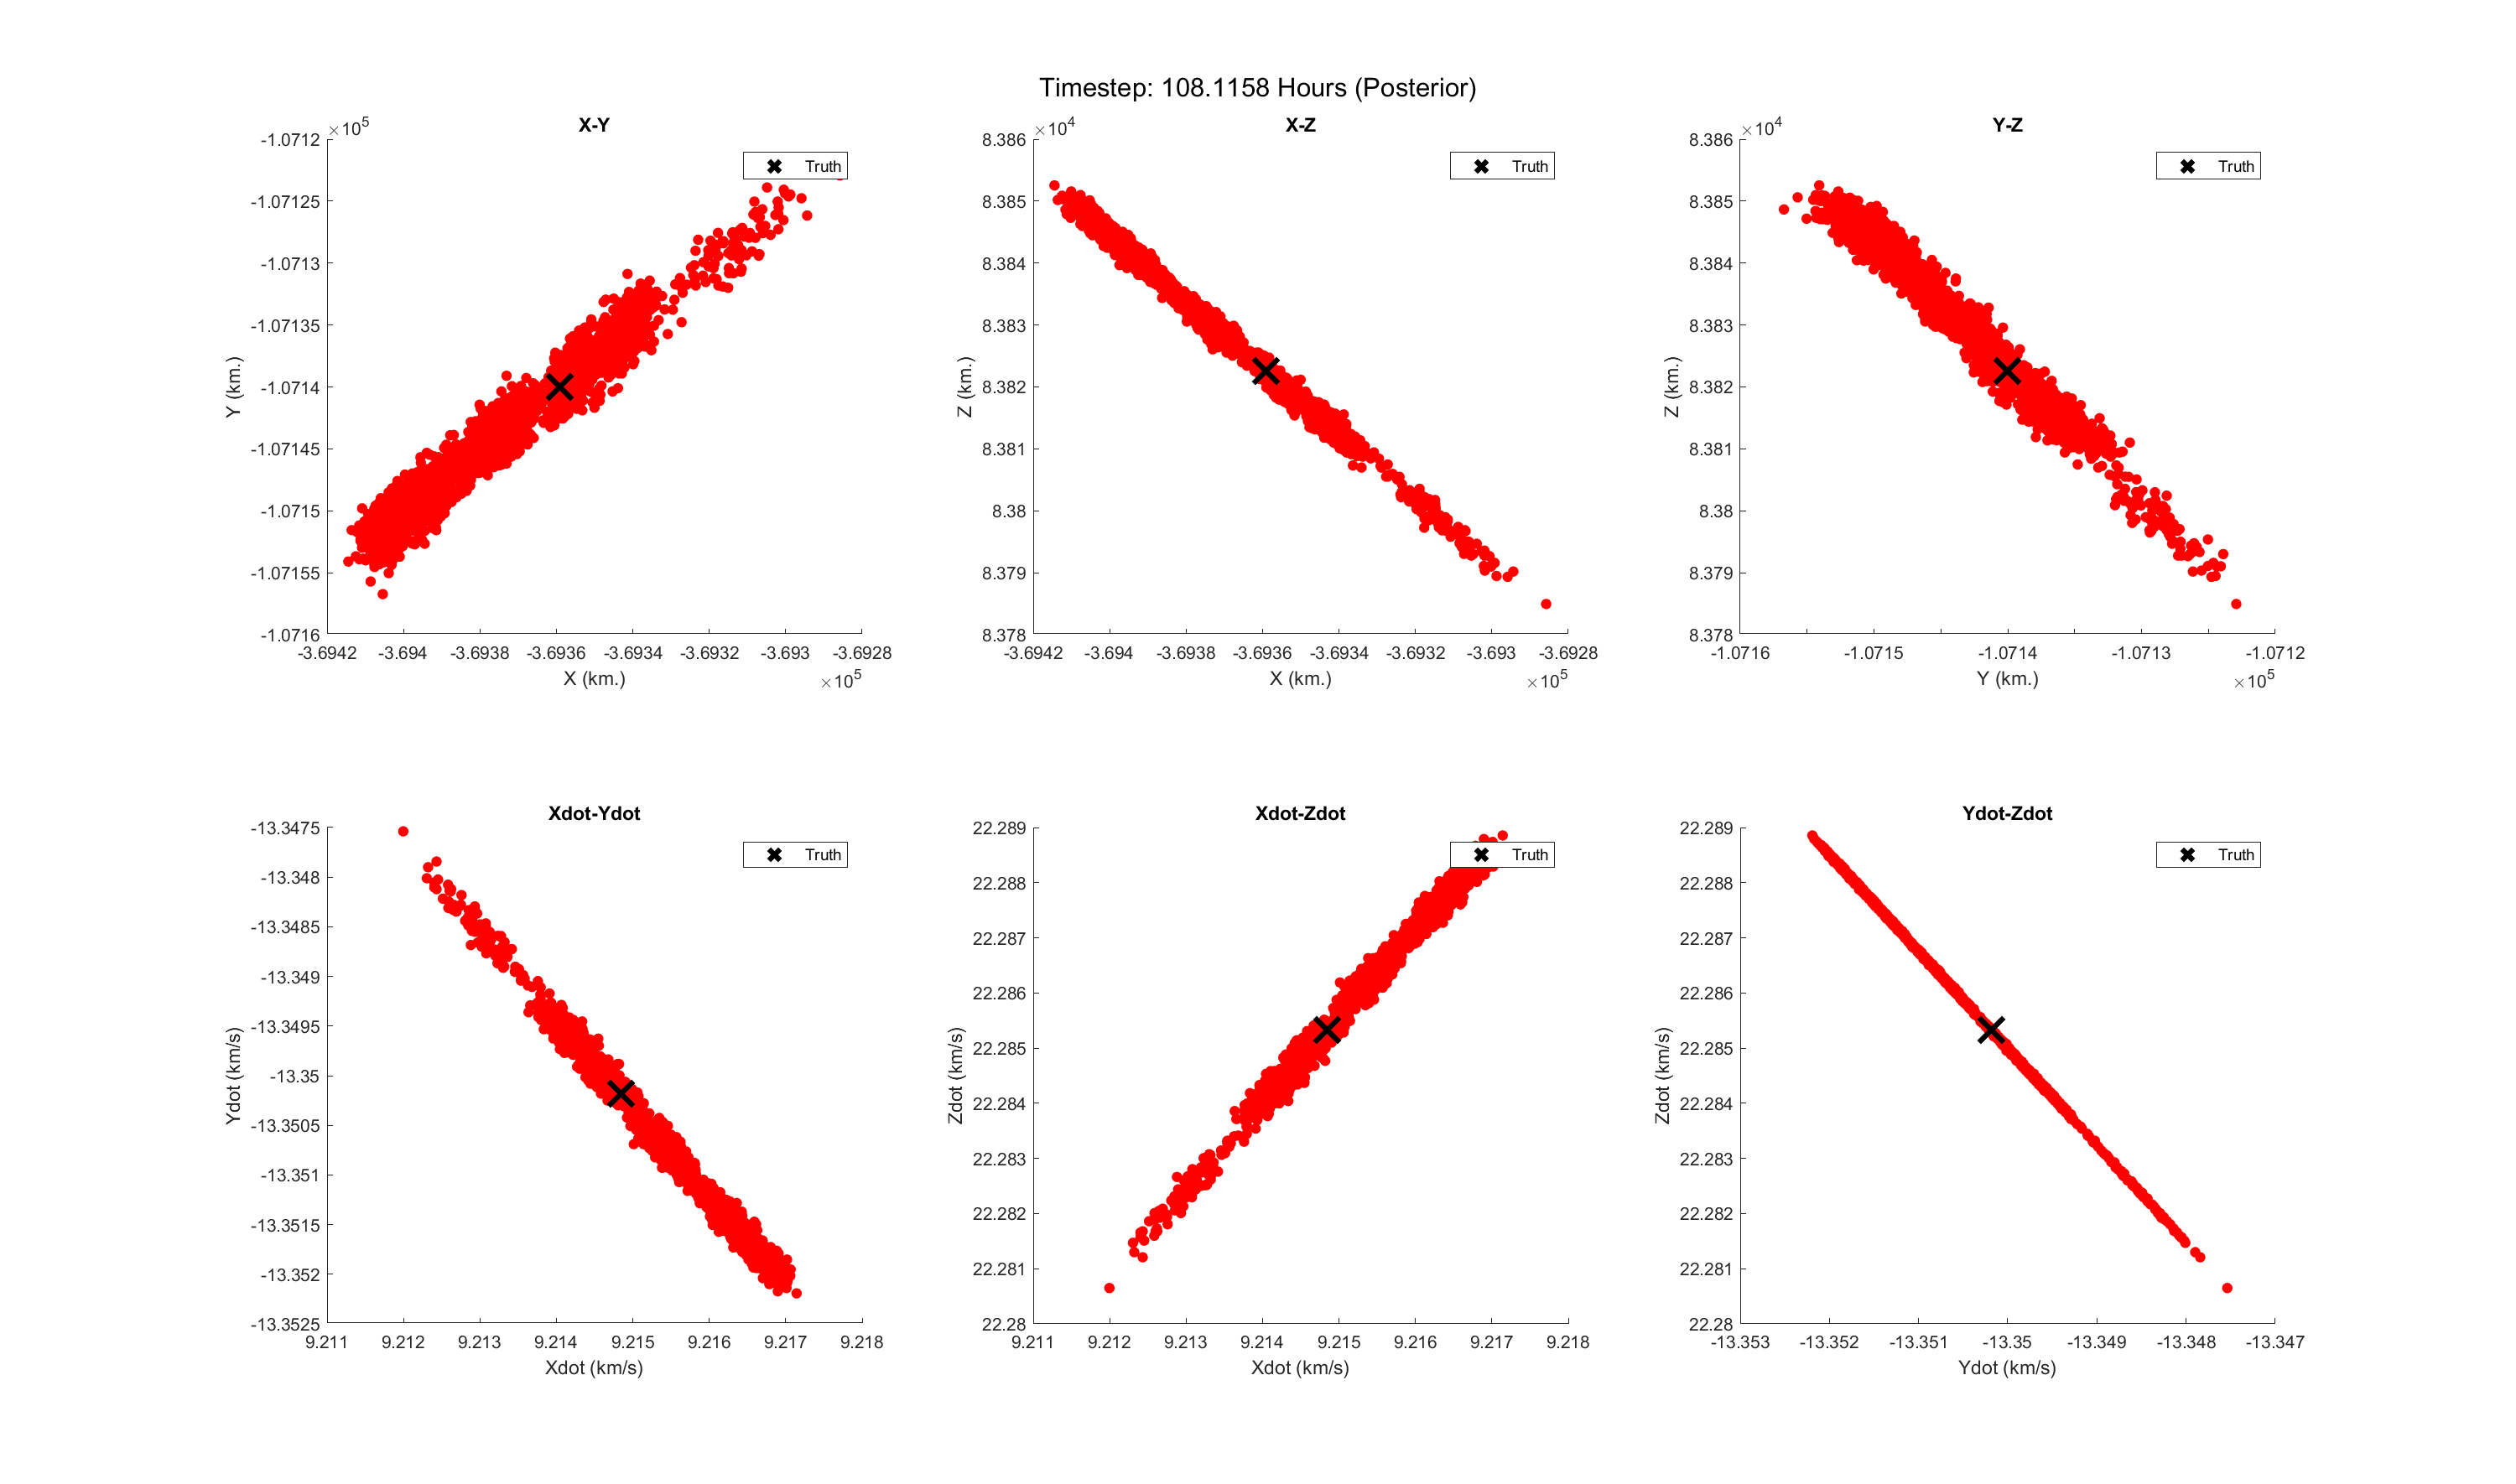 Timestep: 108.1158 Hours (Posterior)
X-Y
×10^5
-1.0712
-1.07125
-1.0713
-1.07135
-1.0714
-1.07145
-1.0715
-1.07155
-1.0716
Y (km.)
Truth
-3.6942 -3.694 -3.6938 -3.6936 -3.6934 -3.6932 -3.693 -3.6928
X (km.)
×10^5
X-Z
×10^4
8.386
8.385
8.384
8.383
8.382
8.381
8.38
8.379
8.378
Z (km.)
Truth
-3.6942 -3.694 -3.6938 -3.6936 -3.6934 -3.6932 -3.693 -3.6928
X (km.)
×10^5
Y-Z
×10^4
8.386
8.385
8.384
8.383
8.382
8.381
8.38
8.379
8.378
Z (km.)
Truth
-1.0716 -1.0715 -1.0714 -1.0713 -1.0712
Y (km.)
×10^5
Xdot-Ydot
-13.3475
-13.348
-13.3485
-13.349
-13.3495
-13.35
-13.3505
-13.351
-13.3515
-13.352
-13.3525
Ydot (km/s)
Truth
9.211 9.212 9.213 9.214 9.215 9.216 9.217 9.218
Xdot (km/s)
Xdot-Zdot
22.289
22.288
22.287
22.286
22.285
22.284
22.283
22.282
22.281
22.28
Zdot (km/s)
Truth
9.211 9.212 9.213 9.214 9.215 9.216 9.217 9.218
Xdot (km/s)
Ydot-Zdot
22.289
22.288
22.287
22.286
22.285
22.284
22.283
22.282
22.281
22.28
Zdot (km/s)
Truth
-13.353 -13.352 -13.351 -13.35 -13.349 -13.348 -13.347
Ydot (km/s)